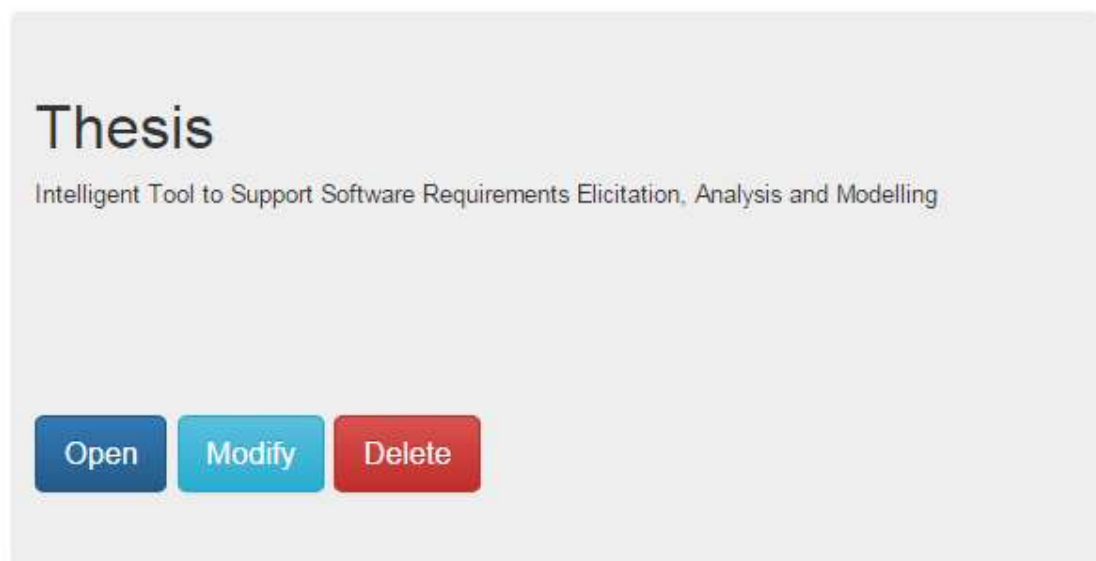 Thesis
Intelligent Tool to Support Software Requirements Elicitation, Analysis and Modelling
Open Modify Delete